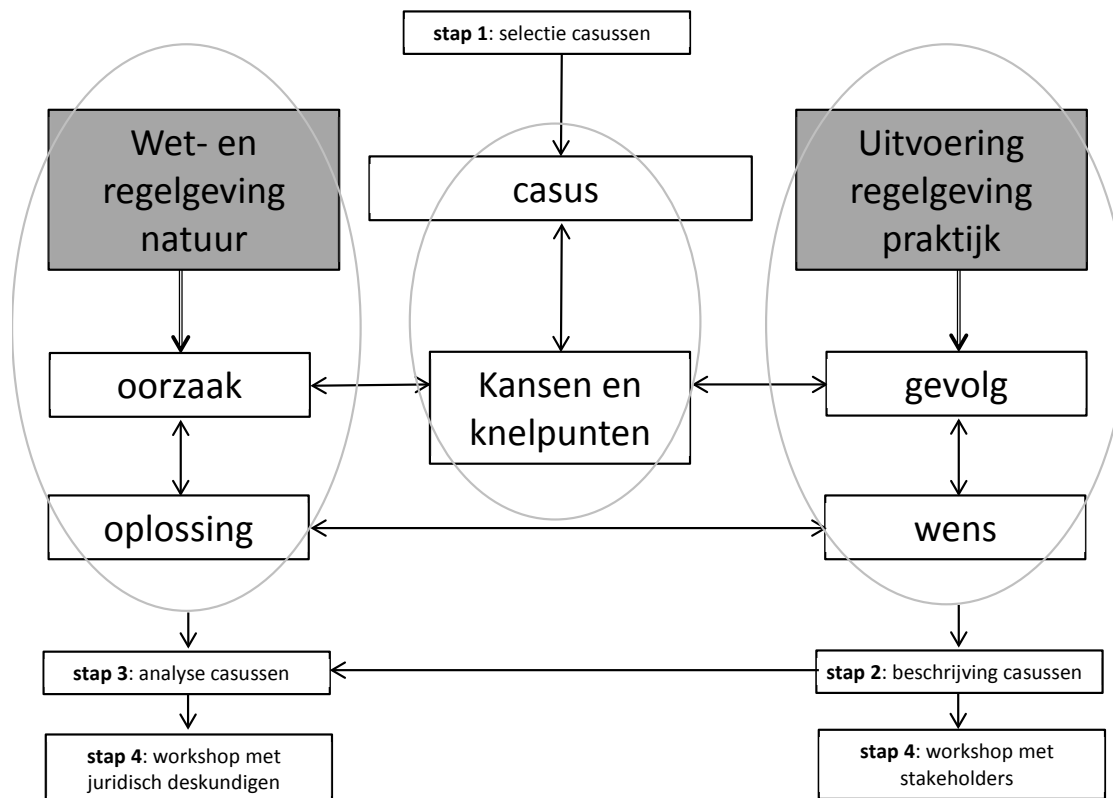 stap 1: selectie casussen
Wet- en
regelgeving
natuur
casus
Uitvoering
regelgeving
praktijk
oorzaak
Kansen en
knelpunten
gevolg
oplossing
wens
stap 3: analyse casussen
stap 2: beschrijving casussen
stap 4: workshop met
juridisch deskundigen
stap 4: workshop met
stakeholders